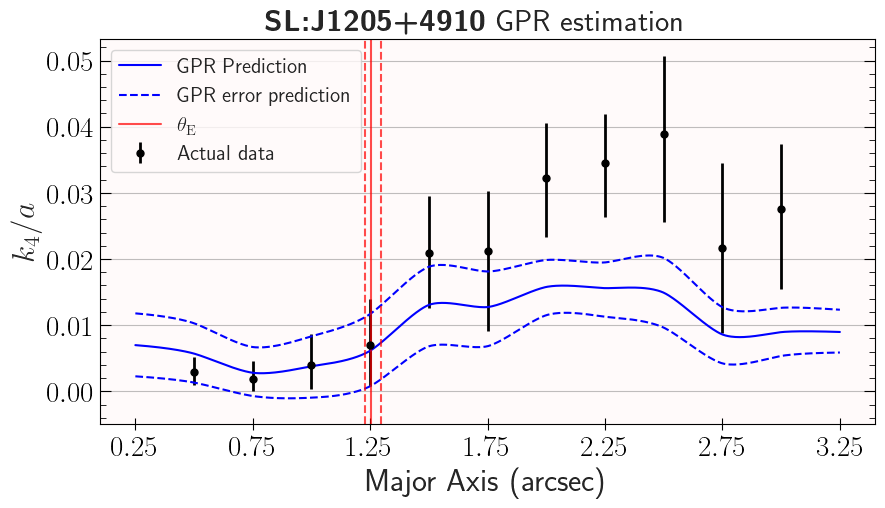 SL:J1205+4910 GPR estimation
GPR Prediction
GPR error prediction
θ_E
Actual data
k₄/a
0.05
0.04
0.03
0.02
0.01
0.00
0.25 0.75 1.25 1.75 2.25 2.75 3.25
Major Axis (arcsec)